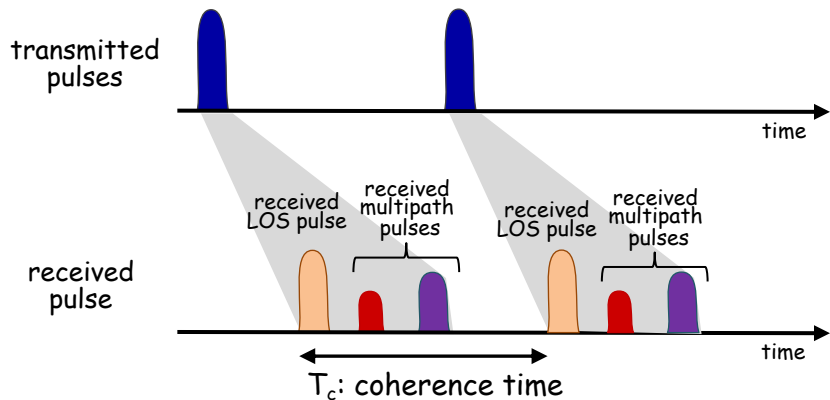 transmitted
pulses
time
received
LOS pulse
received
multipath
pulses
received
LOS pulse
received
multipath
pulses
received
pulse
time
T_c: coherence time